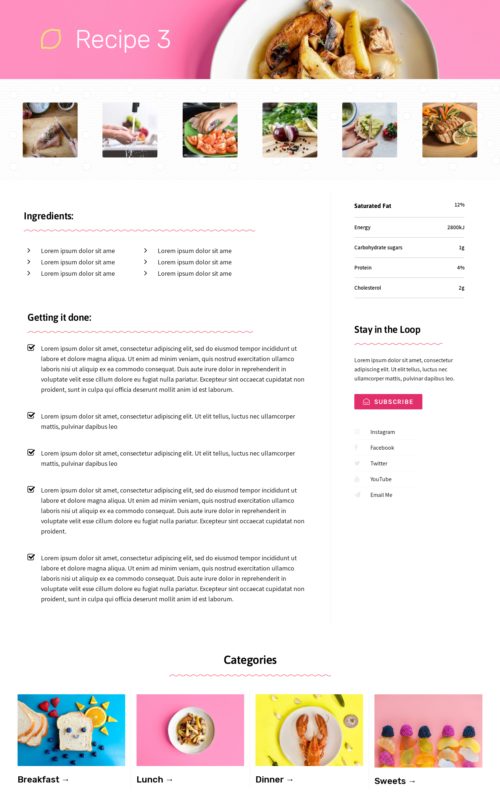 Recipe 3
Ingredients:
Lorem ipsum dolor sit ame
Lorem ipsum dolor sit ame
Lorem ipsum dolor sit ame
Lorem ipsum dolor sit ame
Lorem ipsum dolor sit ame
Lorem ipsum dolor sit ame
Getting it done:
Lorem ipsum dolor sit amet, consectetur adipiscing elit, sed do eiusmod tempor incididunt ut
labore et dolore magna aliqua. Ut enim ad minim veniam, quis nostrud exercitation ullamco
laboris nisi ut aliquip ex ea commodo consequat. Duis aute irure dolor in reprehenderit in
voluptate velit esse cillum dolore eu fugiat nulla pariatur. Excepteur sint occaecat cupidatat non
proident, sunt in culpa qui officia deserunt mollit anim id est laborum.
Lorem ipsum dolor sit amet, consectetur adipiscing elit. Ut elit tellus, luctus nec ullamcorper
mattis, pulvinar dapibus leo
Lorem ipsum dolor sit amet, consectetur adipiscing elit. Ut elit tellus, luctus nec ullamcorper
mattis, pulvinar dapibus leo
Lorem ipsum dolor sit amet, consectetur adipiscing elit, sed do eiusmod tempor incididunt ut
labore et dolore magna aliqua. Ut enim ad minim veniam, quis nostrud exercitation ullamco
laboris nisi ut aliquip ex ea commodo consequat. Duis aute irure dolor in reprehenderit in
voluptate velit esse cillum dolore eu fugiat nulla pariatur. Excepteur sint occaecat cupidatat non
proident.
Lorem ipsum dolor sit amet, consectetur adipiscing elit, sed do eiusmod tempor incididunt ut
labore et dolore magna aliqua. Ut enim ad minim veniam, quis nostrud exercitation ullamco
laboris nisi ut aliquip ex ea commodo consequat. Duis aute irure dolor in reprehenderit in
voluptate velit esse cillum dolore eu fugiat nulla pariatur. Excepteur sint occaecat cupidatat non
proident, sunt in culpa qui officia deserunt mollit anim id est laborum.
Saturated Fat 12%
Energy 2800kJ
Carbohydrate sugars 1g
Protein 4%
Cholesterol 2g
Stay in the Loop
Lorem ipsum dolor sit amet, consectetur
adipiscing elit. Ut elit tellus, luctus nec
ullamcorper mattis, pulvinar dapibus leo.
SUBSCRIBE
Instagram
Facebook
Twitter
YouTube
Email Me
Categories
Breakfast →
Lunch →
Dinner →
Sweets →